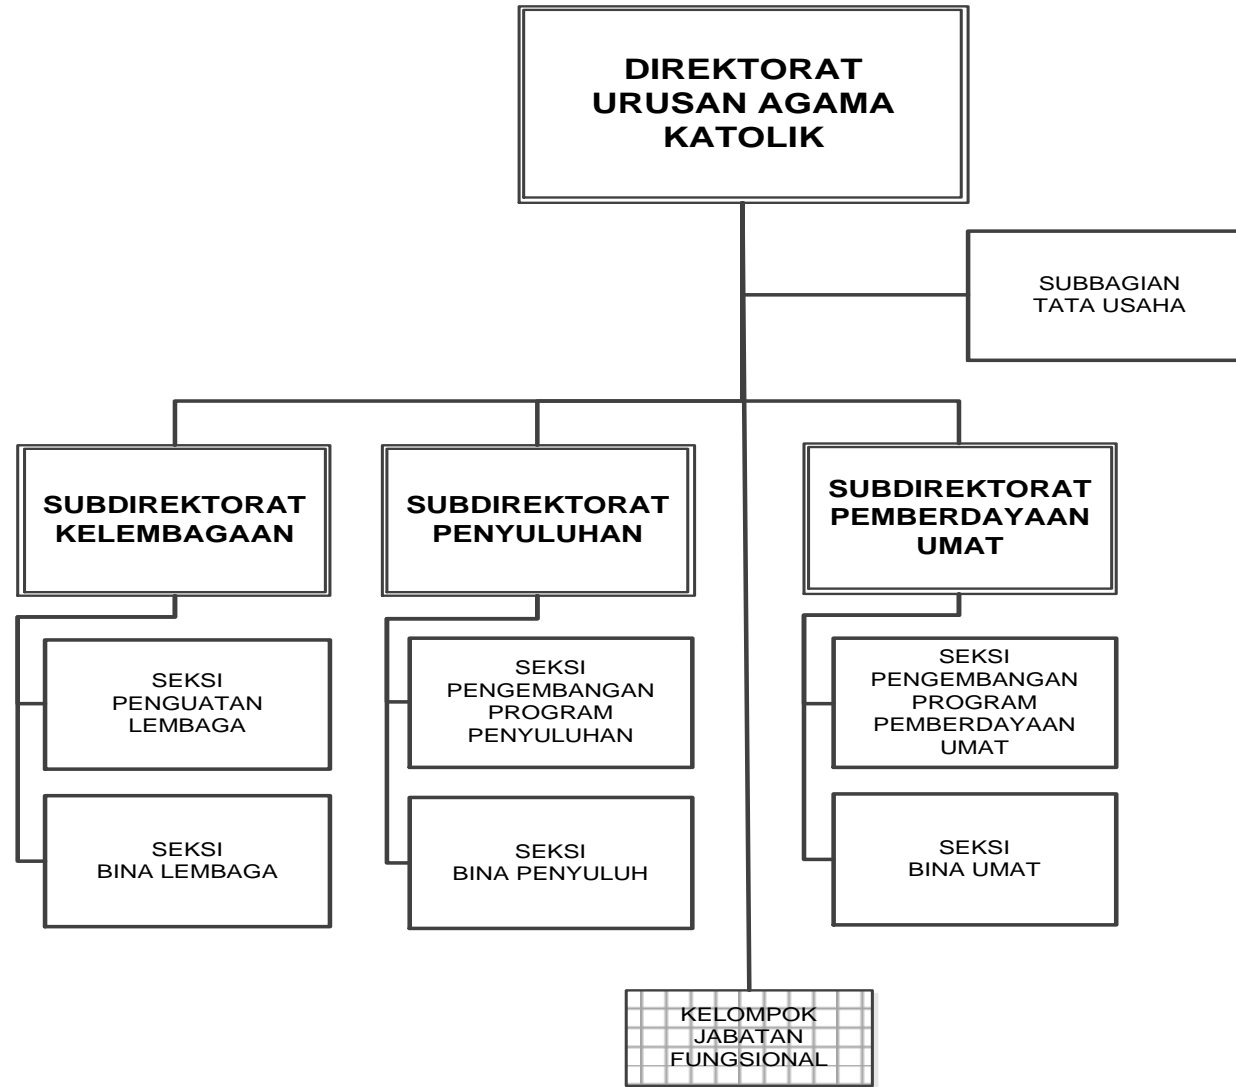 DIREKTORAT
URUSAN AGAMA
KATOLIK
SUBBAGIAN
TATA USAHA
SUBDIREKTORAT
KELEMBAGAAN
SUBDIREKTORAT
PENYULUHAN
SUBDIREKTORAT
PEMBERDAYAAN
UMAT
SEKSI
PENGUATAN
LEMBAGA
SEKSI
PENGEMBANGAN
PROGRAM
PENYULUHAN
SEKSI
PENGEMBANGAN
PROGRAM
PEMBERDAYAAN
UMAT
SEKSI
BINA LEMBAGA
SEKSI
BINA PENYULUH
SEKSI
BINA UMAT
KELOMPOK
JABATAN
FUNGSIONAL